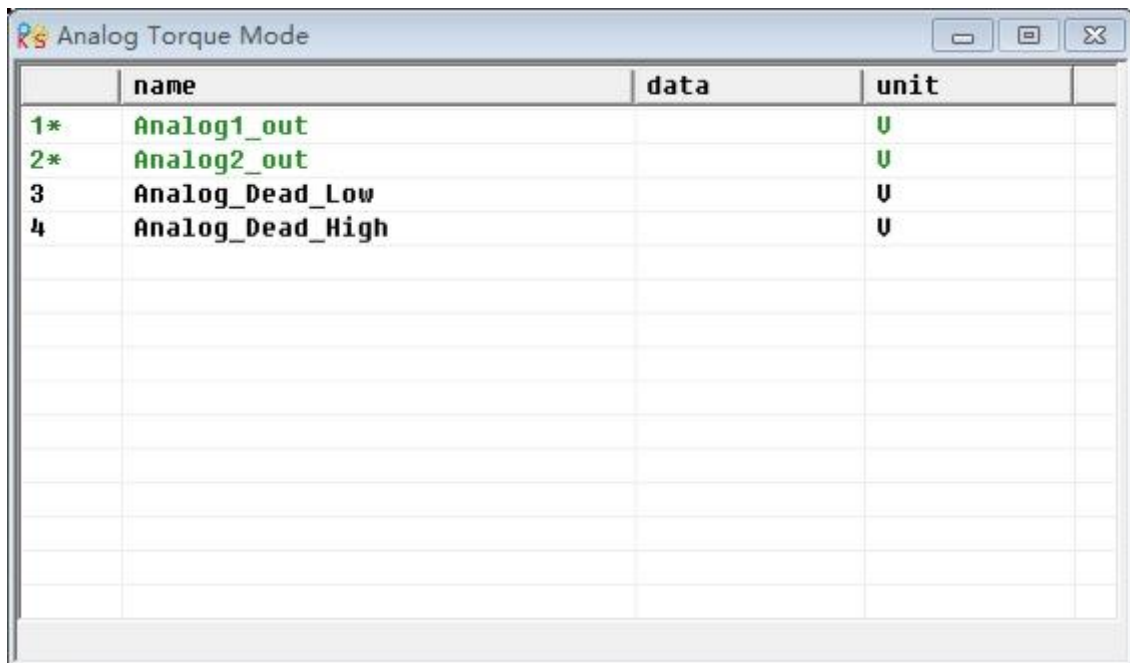 Analog Torque Mode
name data unit
1* Analog1_out V
2* Analog2_out V
3 Analog_Dead_Low V
4 Analog_Dead_High V